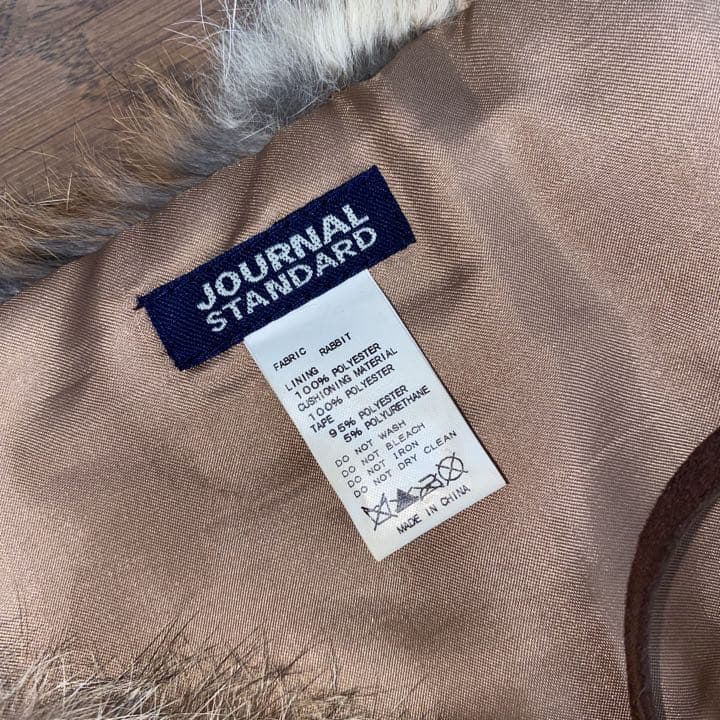 JOURNAL
STANDARD
FABRIC RABBIT
LINING
100% POLYESTER
CUSHIONING MATERIAL
100% POLYESTER
TAPE
95% POLYESTER
5% POLYURETHANE
DO NOT WASH
DO NOT BLEACH
DO NOT IRON
DO NOT DRY CLEAN
MADE IN CHINA